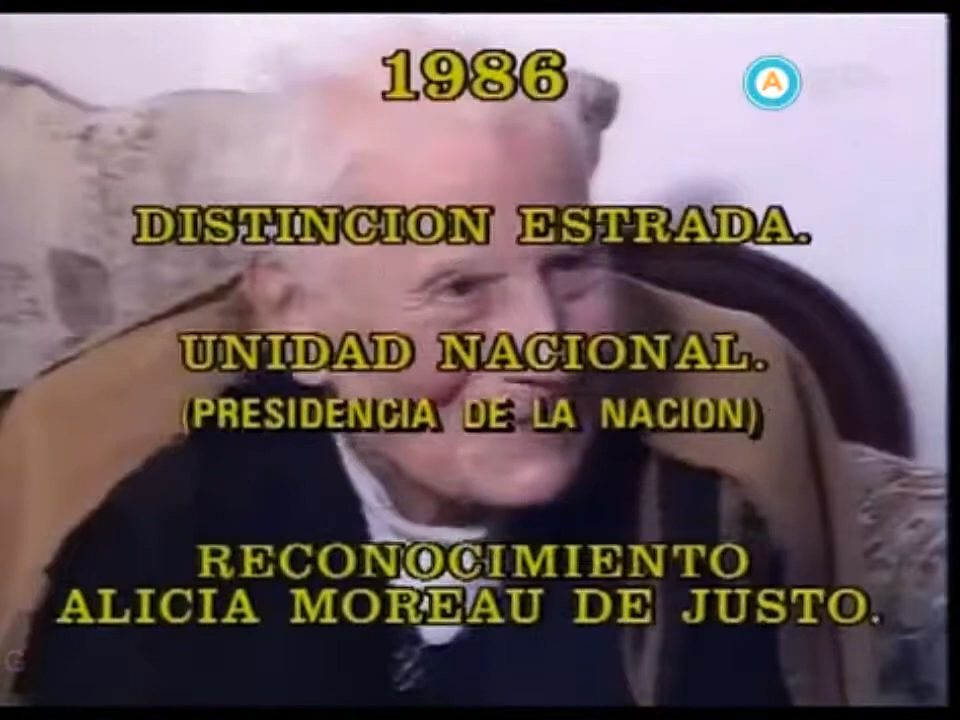 1986
A
DISTINCION ESTRADA.
UNIDAD NACIONAL.
(PRESIDENCIA DE LA NACION)
RECONOCIMIENTO
ALICIA MOREAU DE JUSTO.
G